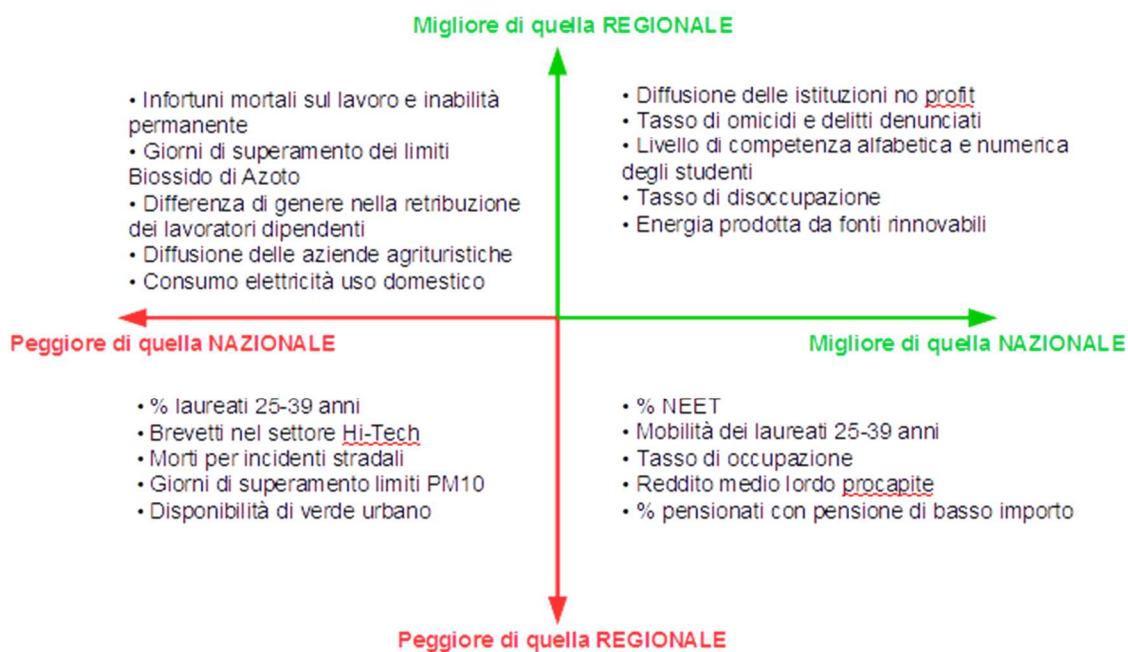 Migliore di quella REGIONALE
• Infortuni mortali sul lavoro e inabilità
permanente
• Giorni di superamento dei limiti
Biossido di Azoto
• Differenza di genere nella retribuzione
dei lavoratori dipendenti
• Diffusione delle aziende agrituristiche
• Consumo elettricità uso domestico
• Diffusione delle istituzioni no profit
• Tasso di omicidi e delitti denunciati
• Livello di competenza alfabetica e numerica
degli studenti
• Tasso di disoccupazione
• Energia prodotta da fonti rinnovabili
Peggiore di quella NAZIONALE
Migliore di quella NAZIONALE
• % laureati 25-39 anni
• Brevetti nel settore Hi-Tech
• Morti per incidenti stradali
• Giorni di superamento limiti PM10
• Disponibilità di verde urbano
• % NEET
• Mobilità dei laureati 25-39 anni
• Tasso di occupazione
• Reddito medio lordo procapite
• % pensionati con pensione di basso importo
Peggiore di quella REGIONALE